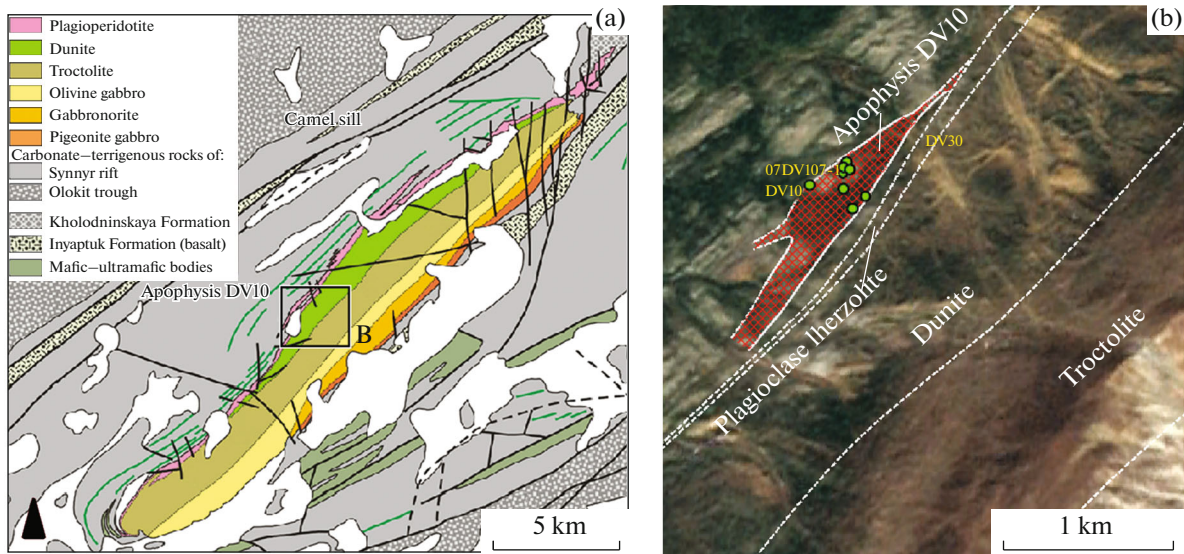 (a)
Plagioperidotite
Dunite
Troctolite
Olivine gabbro
Gabbronorite
Pigeonite gabbro
Carbonate–terrigenous rocks of:
Synnyr rift
Olokit trough
Kholodninskaya Formation
Inyaptuk Formation (basalt)
Mafic–ultramafic bodies
Camel sill
Apophysis DV10
B
5 km
(b)
Apophysis DV10
DV30
07DV107-1
DV10
Plagioclase lherzolite
Dunite
Troctolite
1 km